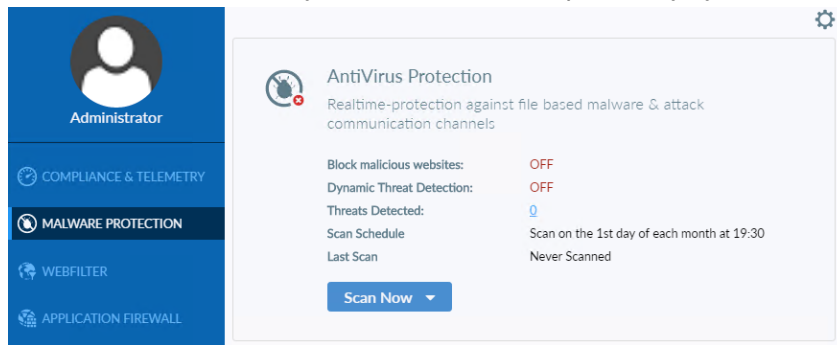 Administrator
COMPLIANCE & TELEMETRY
MALWARE PROTECTION
WEBFILTER
APPLICATION FIREWALL
AntiVirus Protection
Realtime-protection against file based malware & attack
communication channels
Block malicious websites: OFF
Dynamic Threat Detection: OFF
Threats Detected: 0
Scan Schedule Scan on the 1st day of each month at 19:30
Last Scan Never Scanned
Scan Now